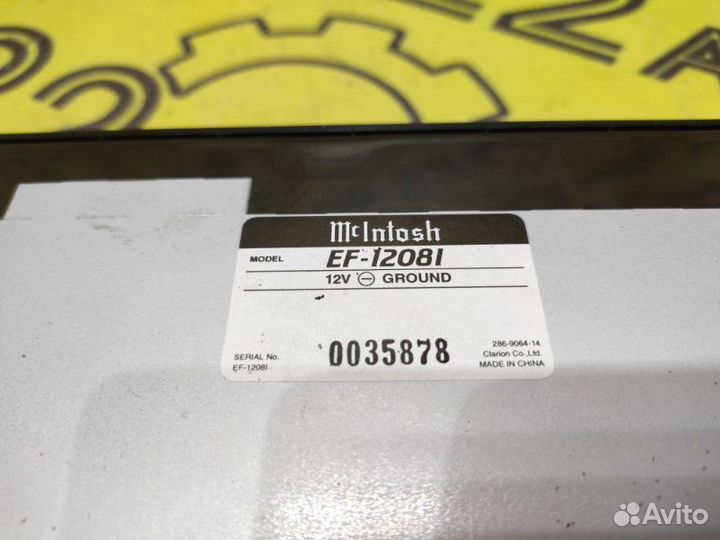 McIntosh
MODEL EF-1208I
12V ⊖ GROUND
SERIAL No. 0035878
EF-1208I
286-9064-14
Clarion Co.,Ltd.
MADE IN CHINA
Avito